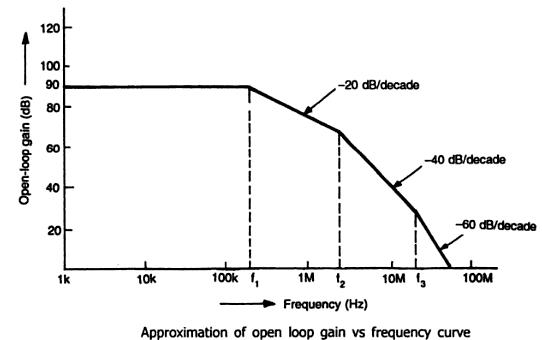 120
100
90
80
60
40
20
Open-loop gain (dB)
–20 dB/decade
–40 dB/decade
–60 dB/decade
1k
10k
100k
f1
1M
f2
10M
f3
100M
Frequency (Hz)
Approximation of open loop gain vs frequency curve